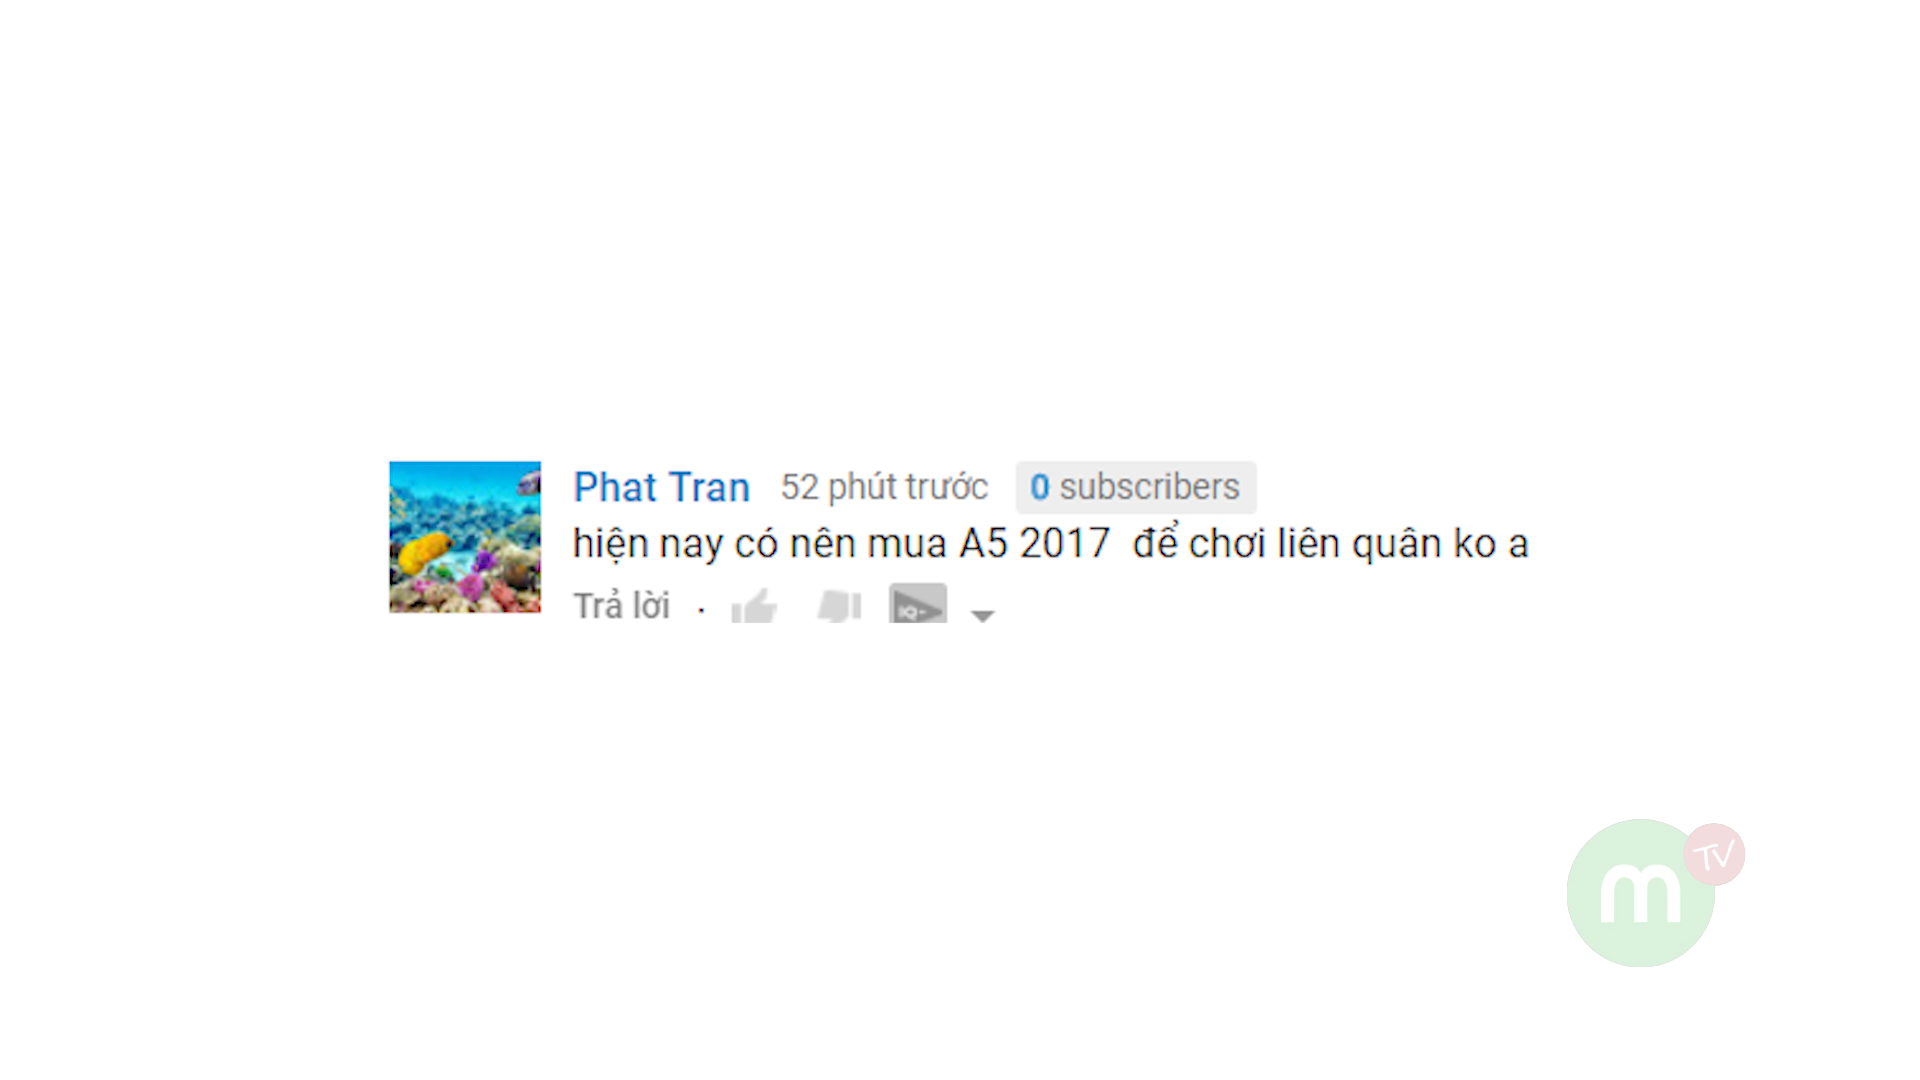 Phat Tran 52 phút trước 0 subscribers
hiện nay có nên mua A5 2017 để chơi liên quân ko a
Trả lời ·
IQ
m TV